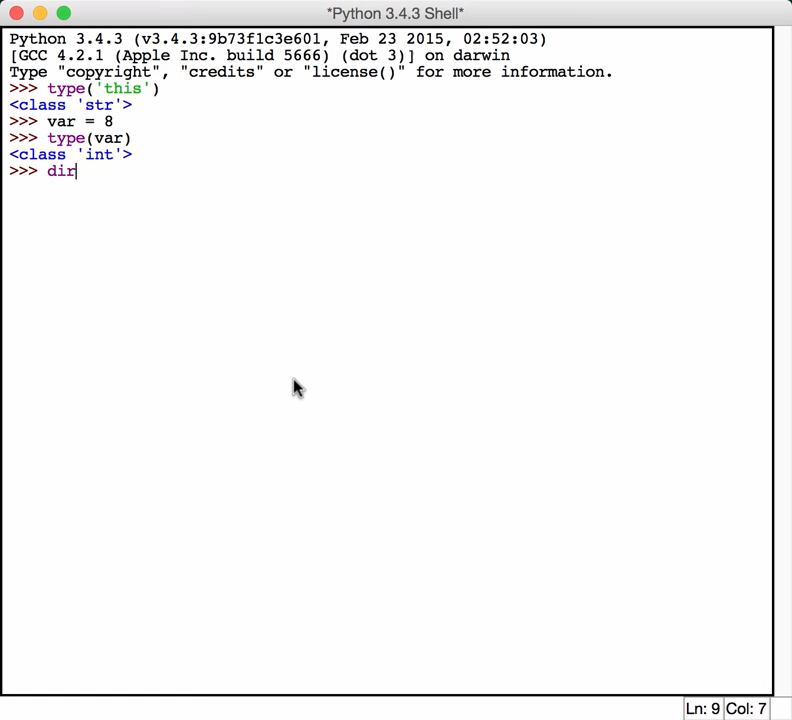 *Python 3.4.3 Shell*
Python 3.4.3 (v3.4.3:9b73f1c3e601, Feb 23 2015, 02:52:03)
[GCC 4.2.1 (Apple Inc. build 5666) (dot 3)] on darwin
Type "copyright", "credits" or "license()" for more information.
>>> type('this')
<class 'str'>
>>> var = 8
>>> type(var)
<class 'int'>
>>> dir
Ln: 9 Col: 7